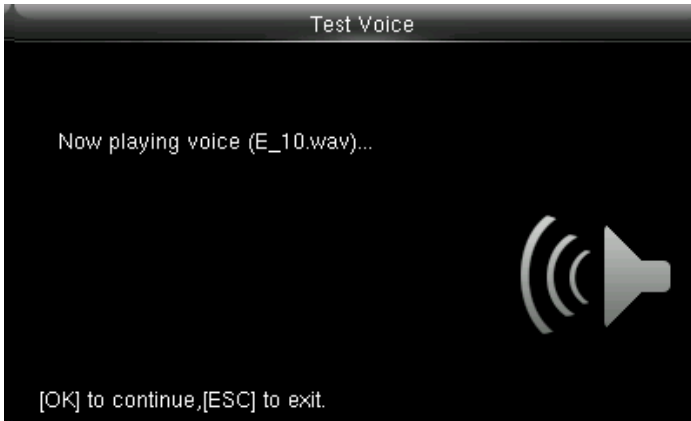 Test Voice
Now playing voice (E_10.wav)...
[OK] to continue,[ESC] to exit.